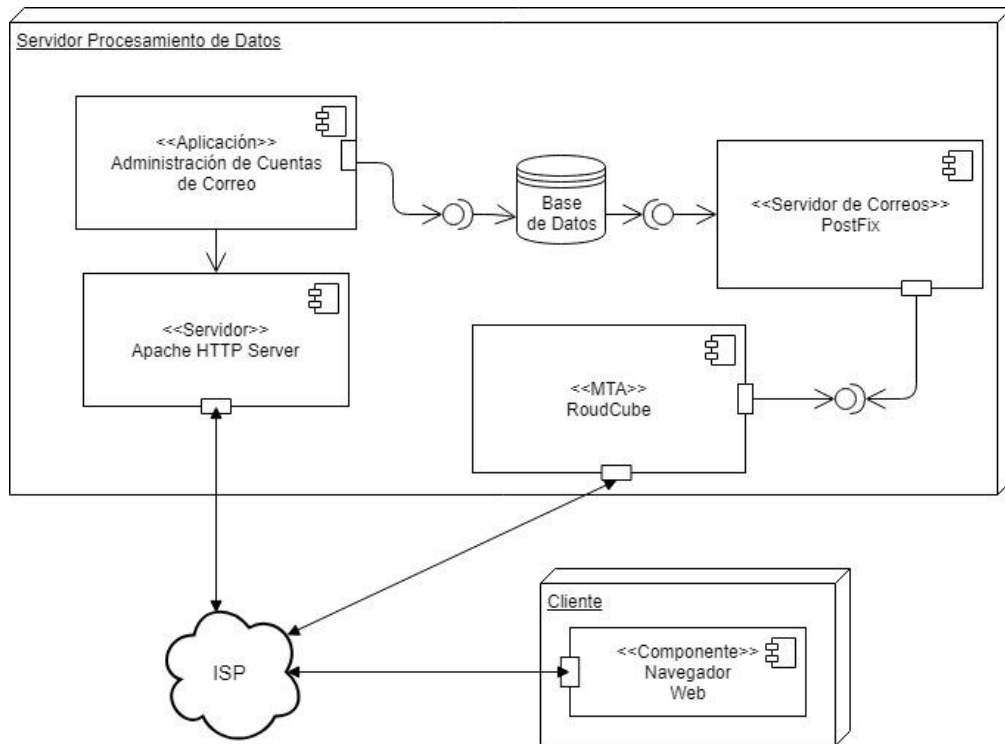 Servidor Procesamiento de Datos
<<Aplicación>>
Administración de Cuentas
de Correo
Base
de Datos
<<Servidor de Correos>>
PostFix
<<Servidor>>
Apache HTTP Server
<<MTA>>
RoudCube
ISP
Cliente
<<Componente>>
Navegador
Web